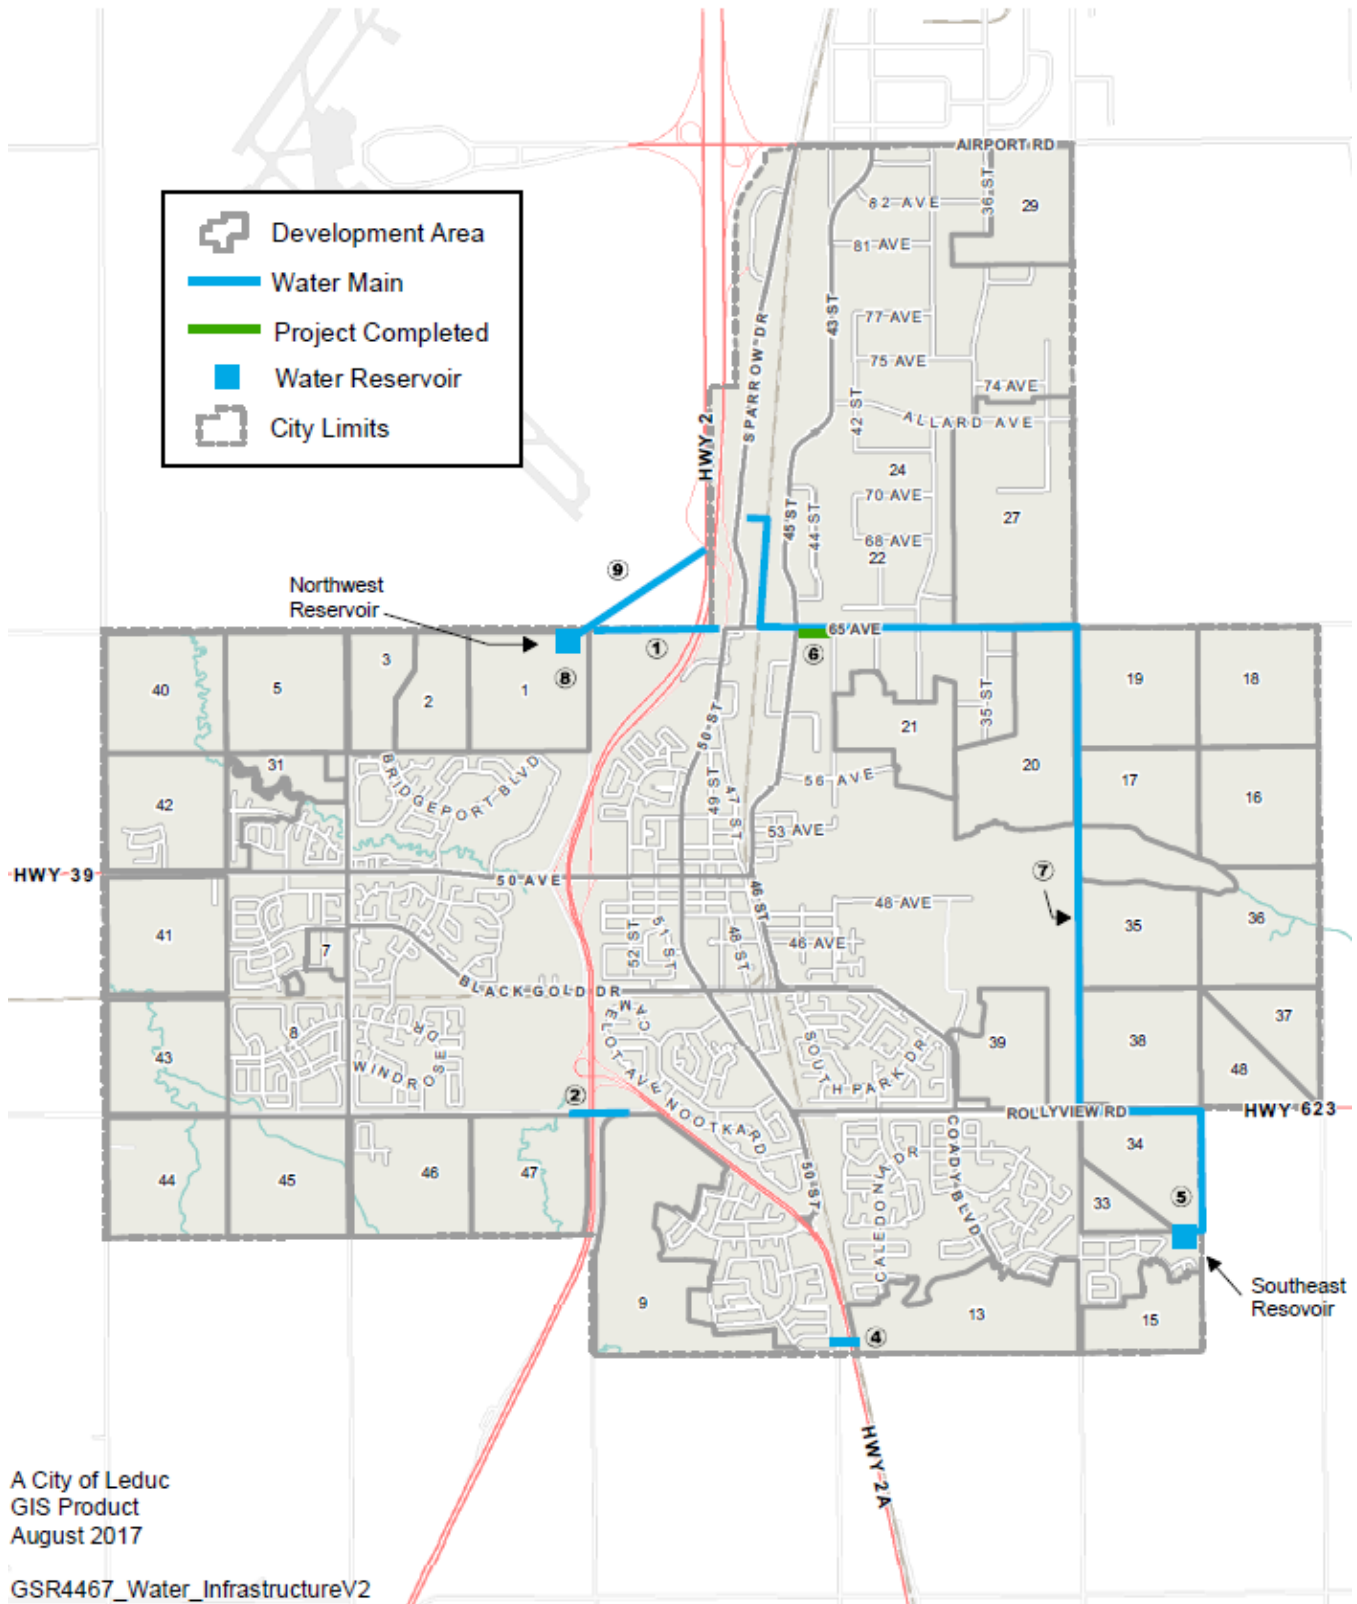 AIRPORT RD
36 ST
29
82 AVE
81 AVE
Development Area
Water Main
Project Completed
Water Reservoir
City Limits
43 ST
77 AVE
75 AVE
74 AVE
SPARROW DR
42 ST
ALLARD AVE
HWY 2
24
70 AVE
27
45 ST
44 ST
68 AVE
22
9
Northwest
Reservoir
65 AVE
1
6
8
40
5
3
2
1
35 ST
19
18
21
50 ST
20
31
BRIDGEPORT BLVD
56 AVE
17
16
49 ST
47 ST
42
53 AVE
HWY 39
50 AVE
7
46 ST
48 AVE
36
35
41
7
52 ST
51 ST
48 ST
46 AVE
BLACK GOLD DR
8
CAMELOT AVE
37
43
WINDROSE DR
SOUTH PARK DR
39
38
48
2
NOOTKA RD
ROLLYVIEW RD
HWY 623
44
45
46
47
50 ST
CALEDONIA DR
COADY BLVD
34
33
5
9
13
15
Southeast
Resovoir
4
HWY 2A
A City of Leduc
GIS Product
August 2017
GSR4467_Water_InfrastructureV2